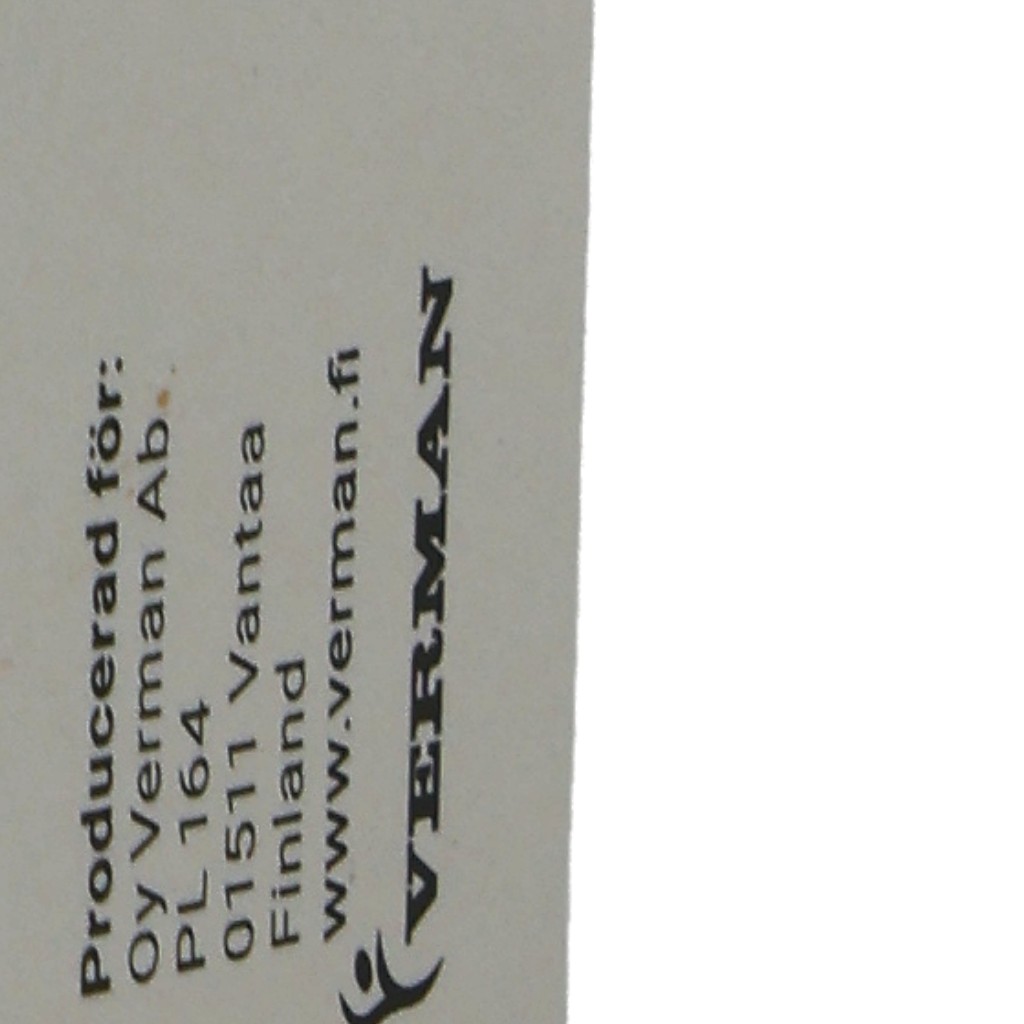 Producerad för:
Oy Verman Ab.
PL 164
01511 Vantaa
Finland
www.verman.fi
VERMAN